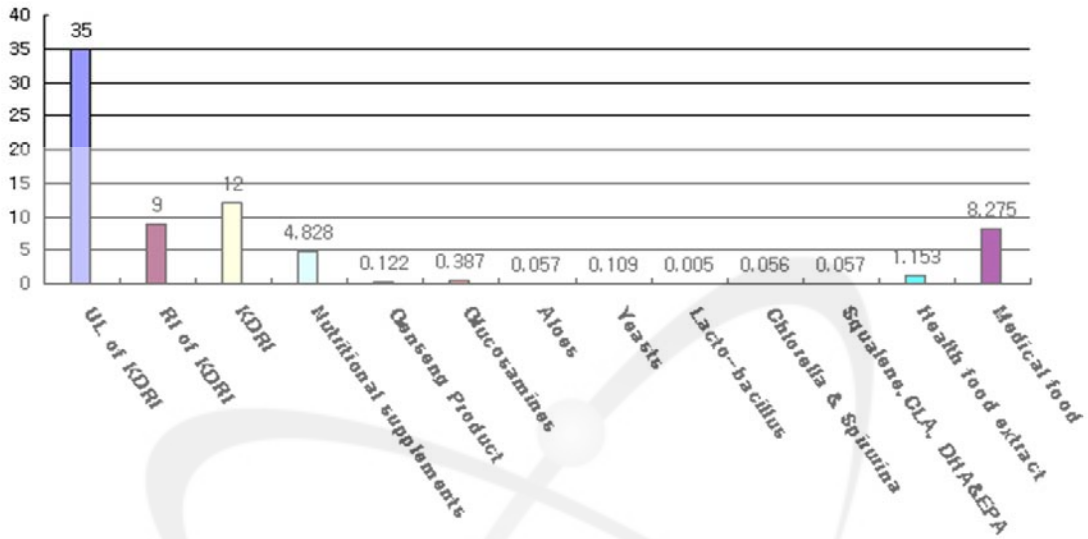 40
35
35
30
25
20
15
10
5
0
35
9
12
4.828
0.122
0.387
0.057
0.109
0.005
0.056
0.057
1.153
8.275
UL of KDRI
RI of KDRI
KDRI
Nutritional supplements
Genseng Product
Glucosamines
Aloes
Yeasts
Lacto-bacillus
Chlorella & Spirurina
Squalene, CLA, DHA&EPA
Health food extract
Medical food